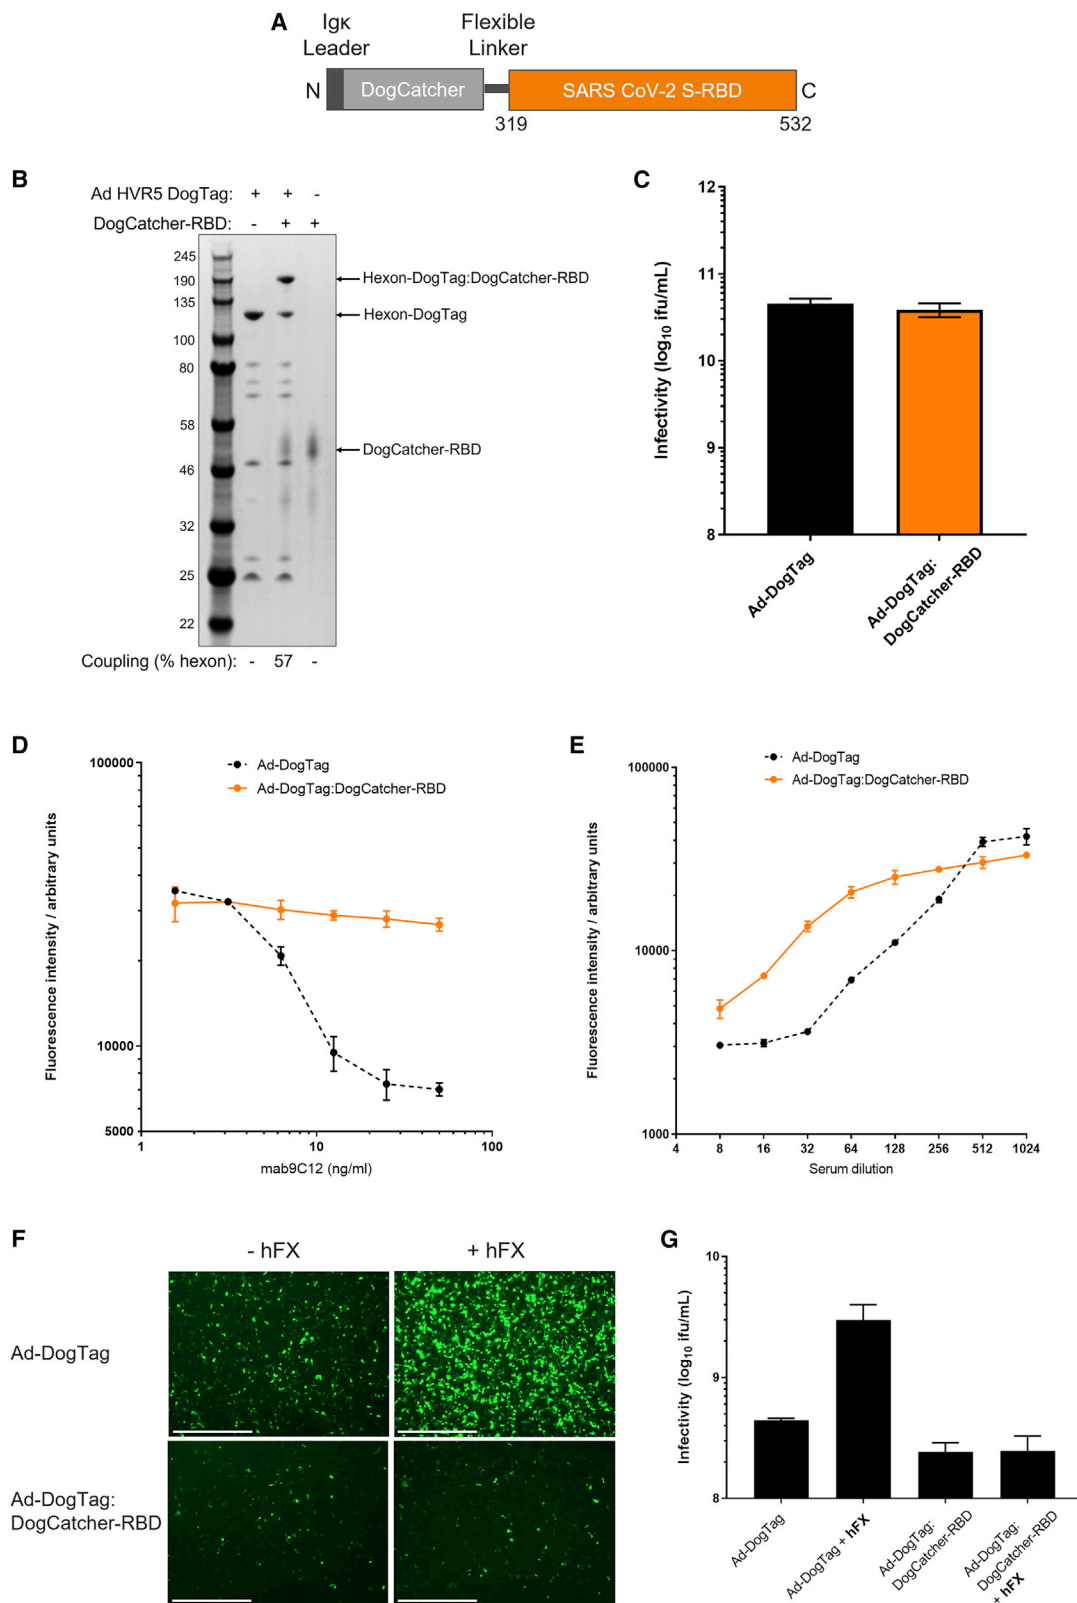 A
Igκ
Leader
Flexible
Linker
N
DogCatcher
SARS CoV-2 S-RBD
C
319
532
B
Ad HVR5 DogTag: + + -
DogCatcher-RBD: - + +
245
190
135
100
80
58
46
32
25
22
Hexon-DogTag:DogCatcher-RBD
Hexon-DogTag
DogCatcher-RBD
Coupling (% hexon): - 57 -
C
Infectivity (log10 ifu/mL)
12
11
10
9
8
Ad-DogTag
Ad-DogTag:
DogCatcher-RBD
D
Ad-DogTag
Ad-DogTag:DogCatcher-RBD
Fluorescence intensity / arbitrary units
100000
10000
5000
1 10 100
mab9C12 (ng/ml)
E
Ad-DogTag
Ad-DogTag:DogCatcher-RBD
Fluorescence intensity / arbitrary units
100000
10000
1000
4 8 16 32 64 128 256 512 1024
Serum dilution
F
- hFX
+ hFX
Ad-DogTag
Ad-DogTag:
DogCatcher-RBD
G
Infectivity (log10 ifu/mL)
10
9
8
Ad-DogTag
Ad-DogTag + hFX
Ad-DogTag:
DogCatcher-RBD
Ad-DogTag:
DogCatcher-RBD
+ hFX